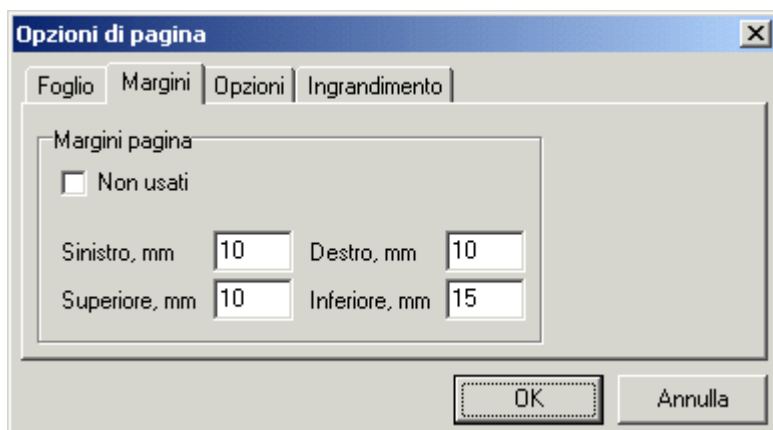 Opzioni di pagina
Foglio Margini Opzioni Ingrandimento
Margini pagina
Non usati
Sinistro, mm 10 Destro, mm 10
Superiore, mm 10 Inferiore, mm 15
OK Annulla